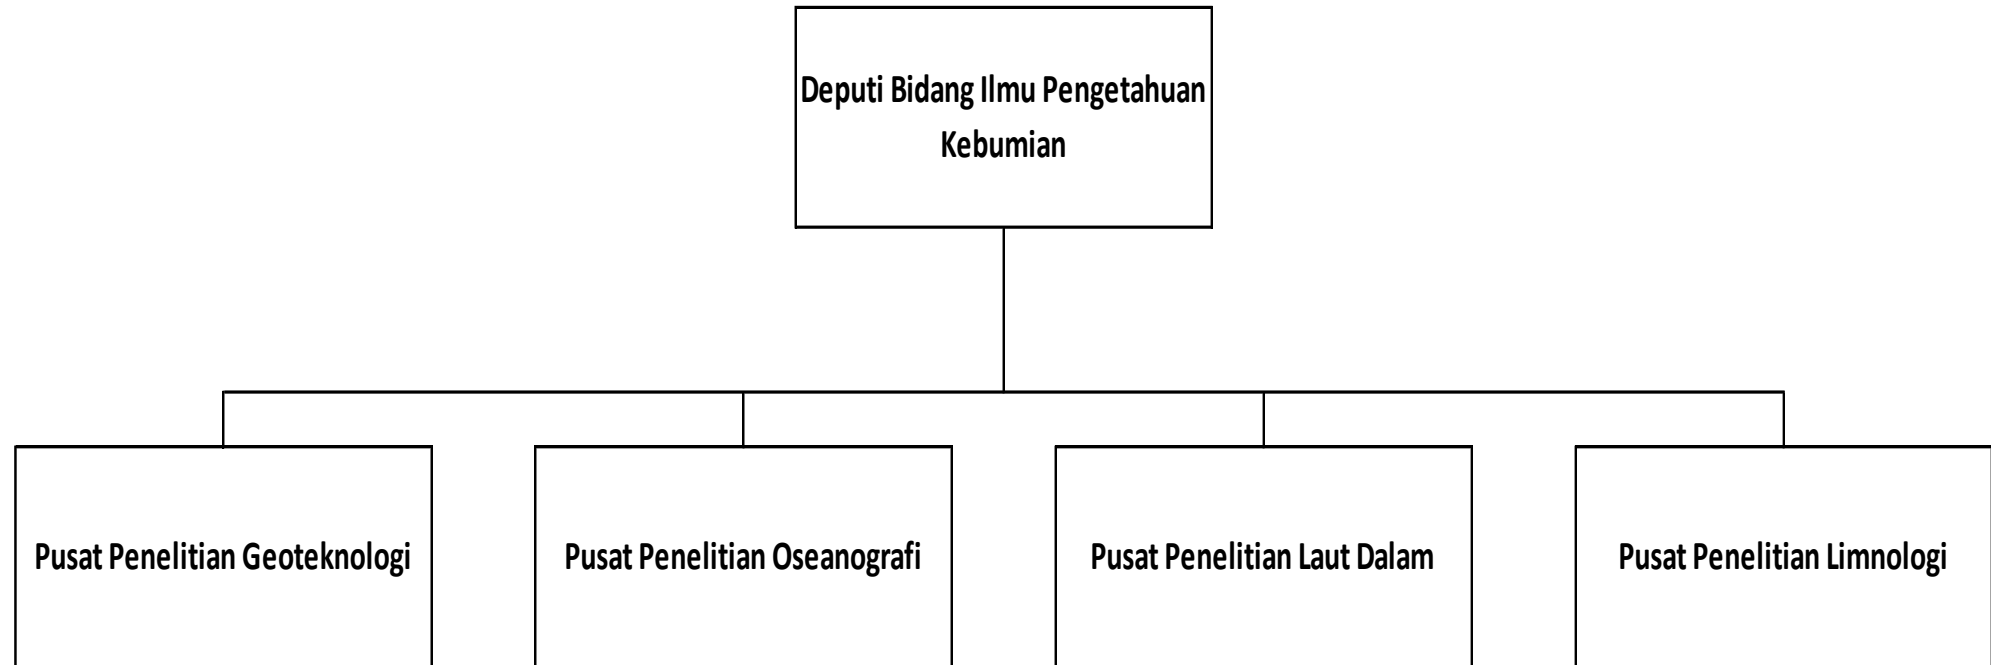 Deputi Bidang Ilmu Pengetahuan
Kebumian
Pusat Penelitian Geoteknologi
Pusat Penelitian Oseanografi
Pusat Penelitian Laut Dalam
Pusat Penelitian Limnologi